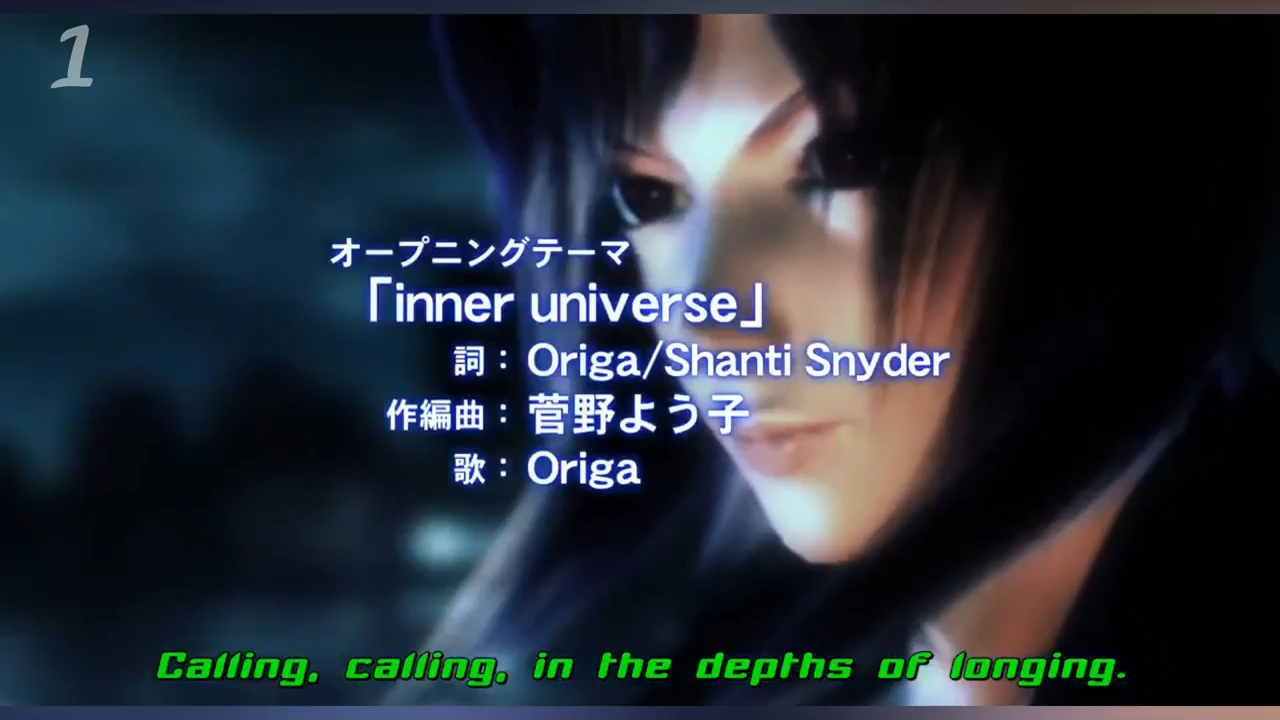 1
オープニングテーマ
「inner universe」
詞：Origa/Shanti Snyder
作編曲：菅野よう子
歌：Origa
Calling, calling, in the depths of longing.